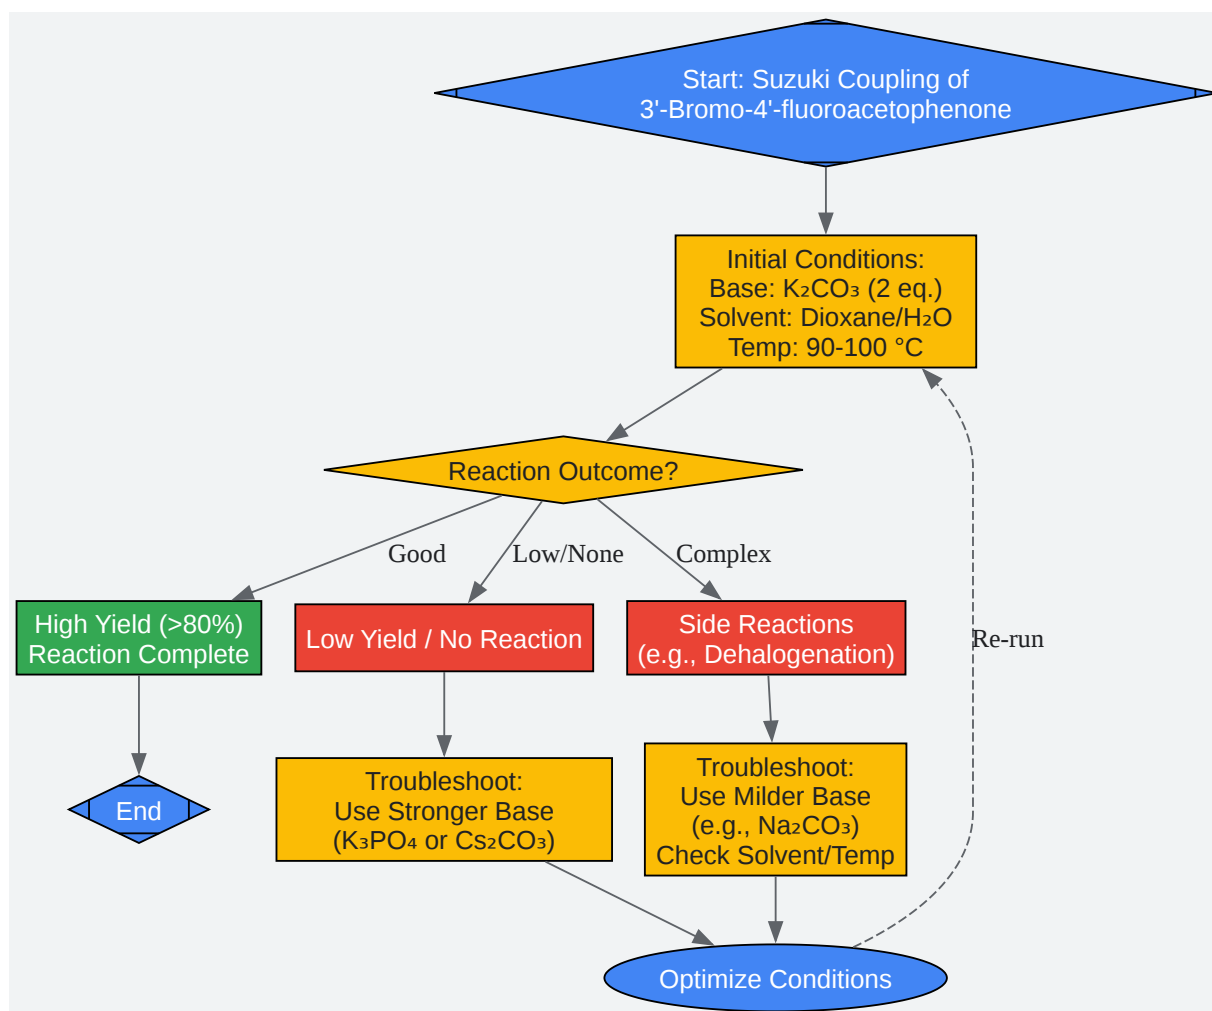 Start: Suzuki Coupling of
3'-Bromo-4'-fluoroacetophenone
Initial Conditions:
Base: K₂CO₃ (2 eq.)
Solvent: Dioxane/H₂O
Temp: 90-100 °C
Reaction Outcome?
Good
Low/None
Complex
High Yield (>80%)
Reaction Complete
Low Yield / No Reaction
Side Reactions
(e.g., Dehalogenation)
Re-run
End
Troubleshoot:
Use Stronger Base
(K₃PO₄ or Cs₂CO₃)
Troubleshoot:
Use Milder Base
(e.g., Na₂CO₃)
Check Solvent/Temp
Optimize Conditions